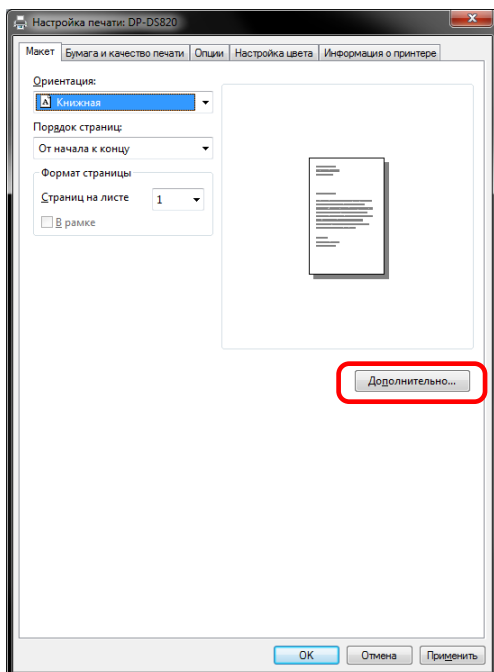 Настройка печати: DP-DS820
Макет Бумага и качество печати Опции Настройка цвета Информация о принтере
Ориентация:
Книжная
Порядок страниц:
От начала к концу
Формат страницы
Страниц на листе 1
В рамке
Дополнительно...
OK Отмена Применить